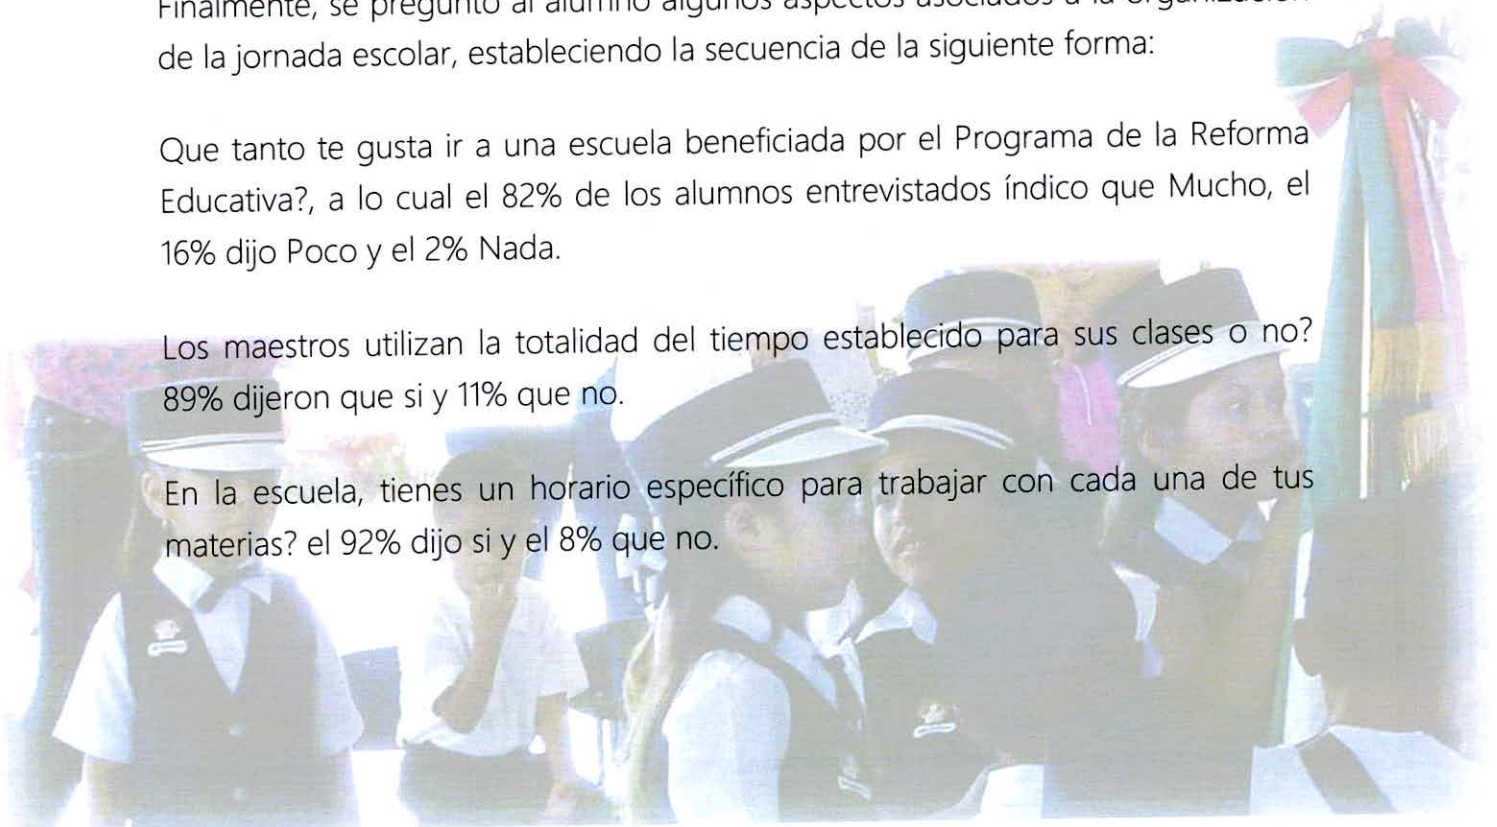 Finalmente, se preguntó al alumno algunos aspectos asociados a la organización
de la jornada escolar, estableciendo la secuencia de la siguiente forma:
Que tanto te gusta ir a una escuela beneficiada por el Programa de la Reforma
Educativa?, a lo cual el 82% de los alumnos entrevistados índico que Mucho, el
16% dijo Poco y el 2% Nada.
Los maestros utilizan la totalidad del tiempo establecido para sus clases o no?
89% dijeron que si y 11% que no.
En la escuela, tienes un horario específico para trabajar con cada una de tus
materias? el 92% dijo si y el 8% que no.